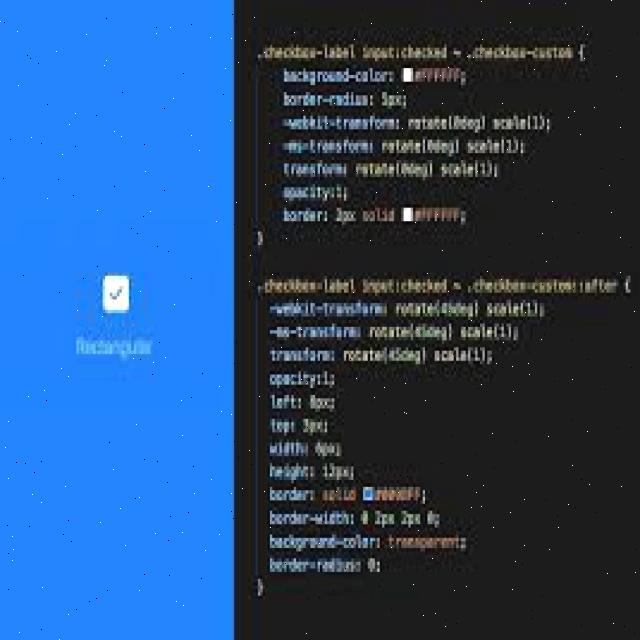 Rectangular
.checkbox-label input:checked ~ .checkbox-custom {
background-color: #FFFFFF;
border-radius: 5px;
-webkit-transform: rotate(0deg) scale(1);
-ms-transform: rotate(0deg) scale(1);
transform: rotate(0deg) scale(1);
opacity:1;
border: 2px solid #FFFFFF;
}
.checkbox-label input:checked ~ .checkbox-custom::after {
-webkit-transform: rotate(45deg) scale(1);
-ms-transform: rotate(45deg) scale(1);
transform: rotate(45deg) scale(1);
opacity:1;
left: 8px;
top: 3px;
width: 6px;
height: 12px;
border: solid
border-width: 0 2px 2px 0;
background-color: transparent;
border-radius: 0;
}